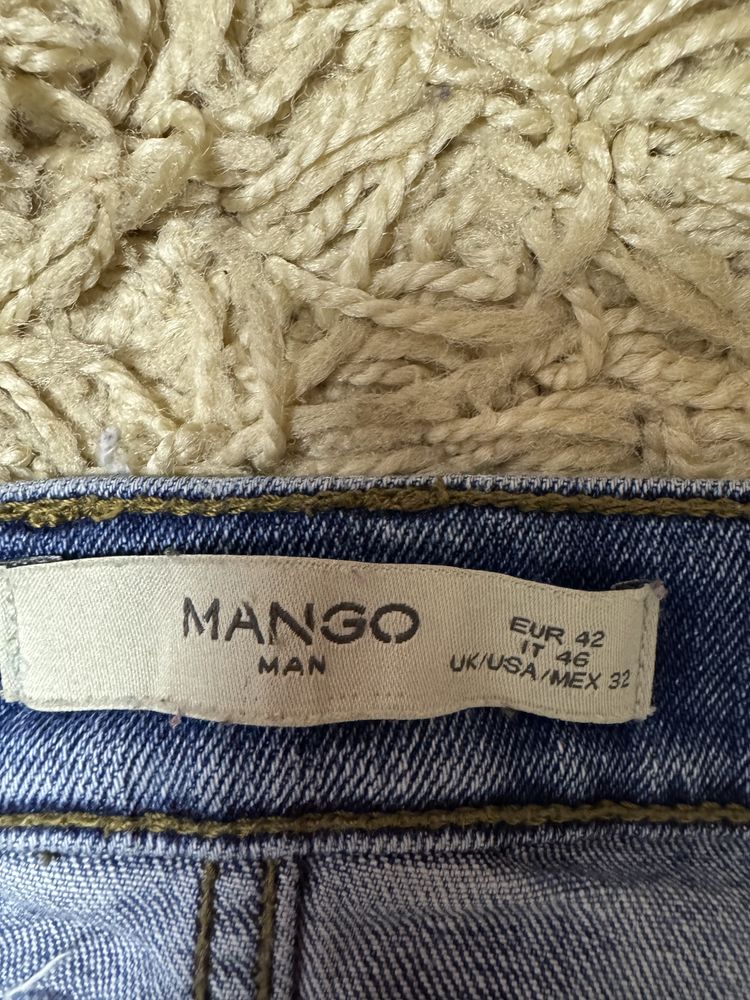 MANGO
MAN
EUR 42
IT 46
UK/USA/MEX 32